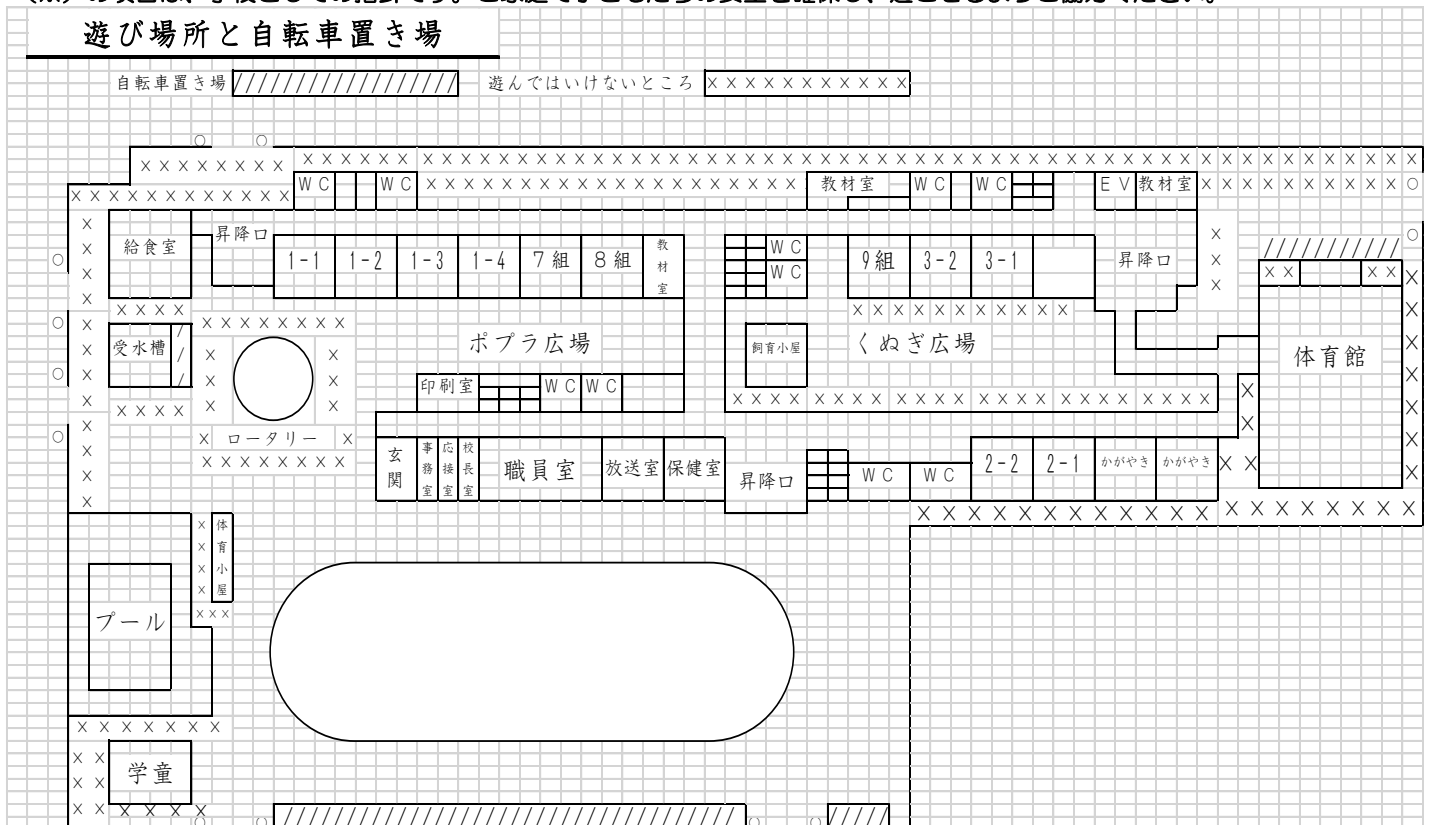 遊び場所と自転車置き場
自転車置き場 //////////////////
遊んではいけないところ ×××××××××××
WC WC 教材室 WC WC EV 教材室
給食室 昇降口 1-1 1-2 1-3 1-4 7組 8組 教材室 WC 9組 3-2 3-1 昇降口
WC
受水槽 ポプラ広場 飼育小屋 くぬぎ広場 体育館
印刷室 WC WC
ロータリー
玄関 事務室 応接室 校長室 職員室 放送室 保健室 昇降口 WC WC 2-2 2-1 かがやき かがやき
体育小屋
プール
学童